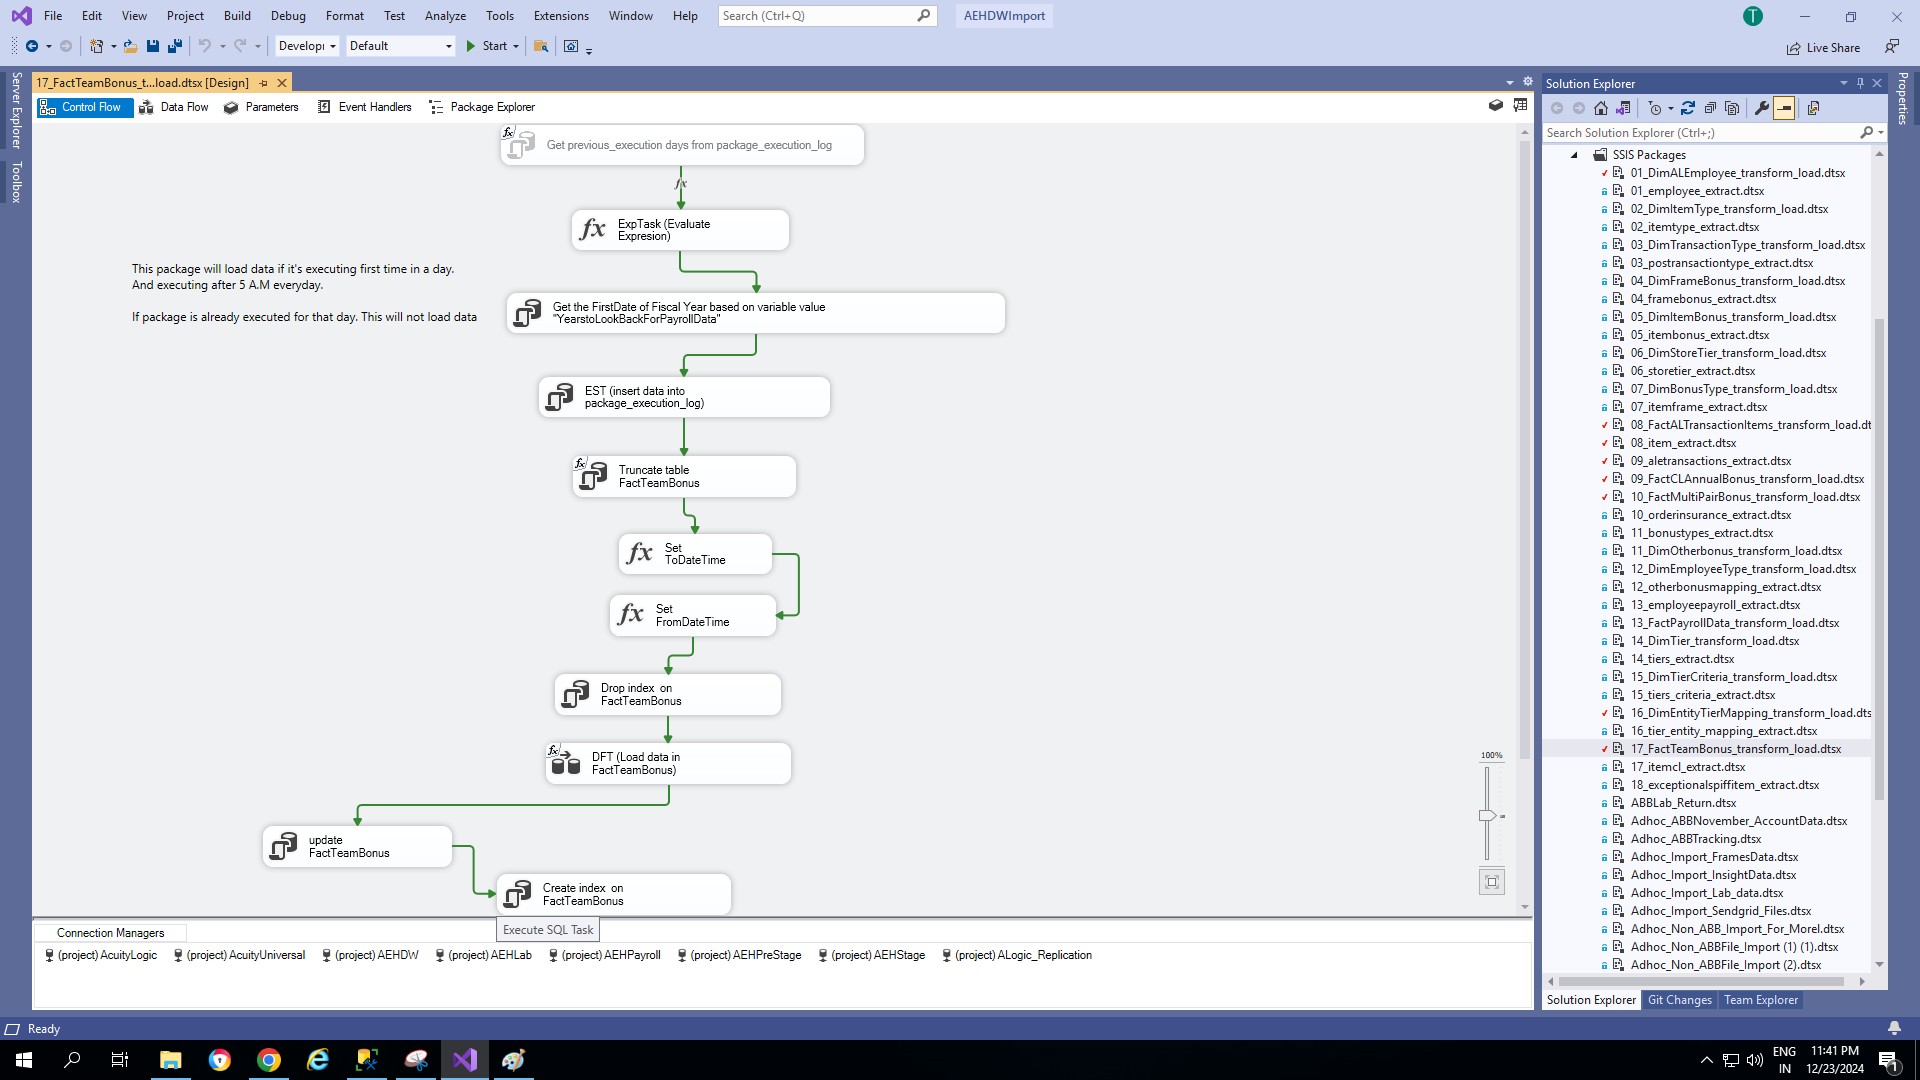 File Edit View Project Build Debug Format Test Analyze Tools Extensions Window Help Search (Ctrl+Q) AEHDWImport T
Default Start Live Share
17_FactTeamBonus_t...load.dtsx [Design]
Control Flow Data Flow Parameters Event Handlers Package Explorer
Server Explorer
Toolbox
Get previous_execution days from package_execution_log
ExpTask (Evaluate
Expresion)
This package will load data if it's executing first time in a day.
And executing after 5 A.M everyday.
If package is already executed for that day. This will not load data
Get the FirstDate of Fiscal Year based on variable value
"YearstoLookBackForPayrollData"
EST (insert data into
package_execution_log)
Truncate table
FactTeamBonus
Set
ToDateTime
Set
FromDateTime
Drop index on
FactTeamBonus
DFT (Load data in
FactTeamBonus)
update
FactTeamBonus
Create index on
FactTeamBonus
Execute SQL Task
100%
Connection Managers
(project) AcuityLogic (project) AcuityUniversal (project) AEHDW (project) AEHLab (project) AEHPayroll (project) AEHPreStage (project) AEHStage (project) ALogic_Replication
Solution Explorer
Search Solution Explorer (Ctrl+;)
SSIS Packages
01_DimALEmployee_transform_load.dtsx
01_employee_extract.dtsx
02_DimItemType_transform_load.dtsx
02_itemtype_extract.dtsx
03_DimTransactionType_transform_load.dtsx
03_postransactiontype_extract.dtsx
04_DimFrameBonus_transform_load.dtsx
04_framebonus_extract.dtsx
05_DimItemBonus_transform_load.dtsx
05_itembonus_extract.dtsx
06_DimStoreTier_transform_load.dtsx
06_storetier_extract.dtsx
07_DimBonusType_transform_load.dtsx
07_itemframe_extract.dtsx
08_FactALTransactionItems_transform_load.dt
08_item_extract.dtsx
09_aletransactions_extract.dtsx
09_FactCLAnnualBonus_transform_load.dtsx
10_FactMultiPairBonus_transform_load.dtsx
10_orderinsurance_extract.dtsx
11_bonustypes_extract.dtsx
11_DimOtherbonus_transform_load.dtsx
12_DimEmployeeType_transform_load.dtsx
12_otherbonusmapping_extract.dtsx
13_employeepayroll_extract.dtsx
13_FactPayrollData_transform_load.dtsx
14_DimTier_transform_load.dtsx
14_tiers_extract.dtsx
15_DimTierCriteria_transform_load.dtsx
15_tiers_criteria_extract.dtsx
16_DimEntityTierMapping_transform_load.dts
16_tier_entity_mapping_extract.dtsx
17_FactTeamBonus_transform_load.dtsx
17_itemcl_extract.dtsx
18_exceptionalspiffitem_extract.dtsx
ABBLab_Return.dtsx
Adhoc_ABBNovember_AccountData.dtsx
Adhoc_ABBTracking.dtsx
Adhoc_Import_FramesData.dtsx
Adhoc_Import_InsightData.dtsx
Adhoc_Import_Lab_data.dtsx
Adhoc_Import_Sendgrid_Files.dtsx
Adhoc_Non_ABB_Import_For_Morel.dtsx
Adhoc_Non_ABBFile_Import (1) (1).dtsx
Adhoc_Non_ABBFile_Import (2).dtsx
Solution Explorer Git Changes Team Explorer
Properties
Ready
ENG
IN
11:41 PM
12/23/2024
1